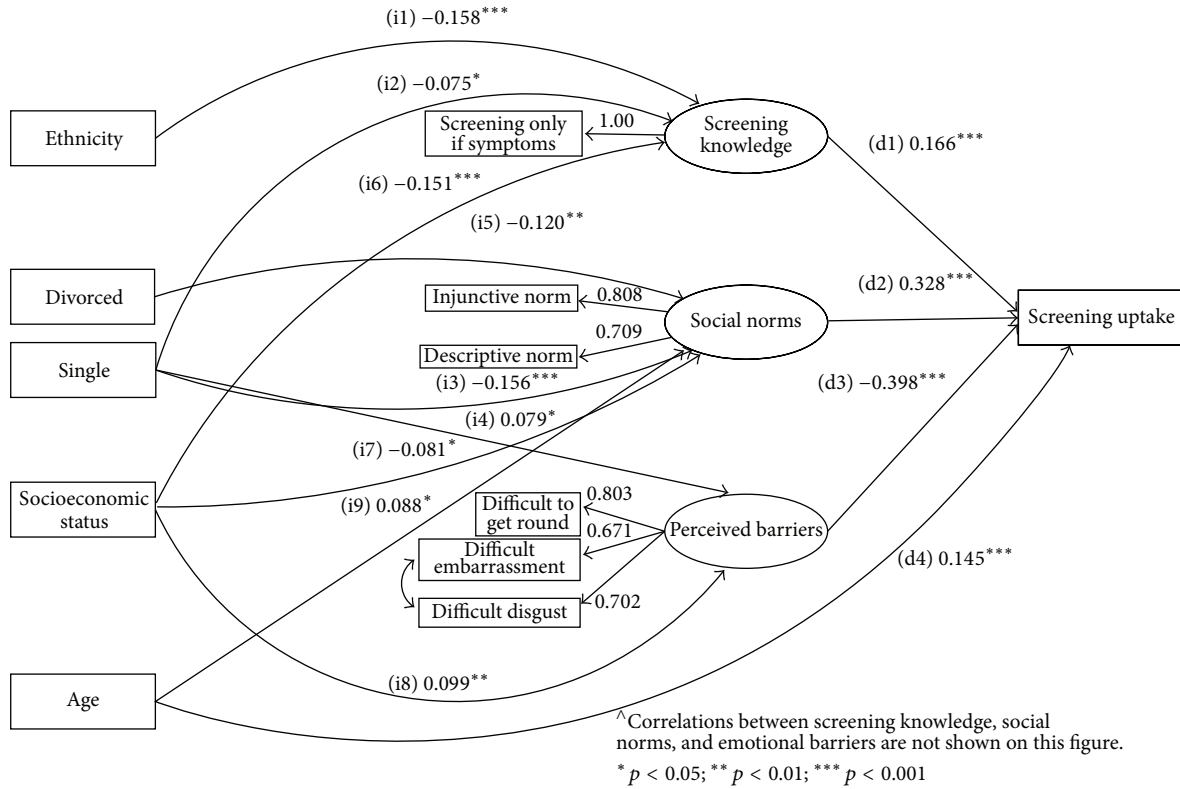 (i1) −0.158***
(i2) −0.075*
Ethnicity
Screening only
if symptoms
1.00
Screening
knowledge
(d1) 0.166***
(i6) −0.151***
(i5) −0.120**
Divorced
Injunctive norm
0.808
(d2) 0.328***
Social norms
Screening uptake
0.709
Single
Descriptive norm
(i3) −0.156***
(d3) −0.398***
(i4) 0.079*
(i7) −0.081*
Socioeconomic
status
(i9) 0.088*
Difficult to
get round
0.803
0.671
Perceived barriers
Difficult
embarrassment
(d4) 0.145***
Difficult disgust
0.702
Age
(i8) 0.099**
^Correlations between screening knowledge, social
norms, and emotional barriers are not shown on this figure.
* p < 0.05; ** p < 0.01; *** p < 0.001